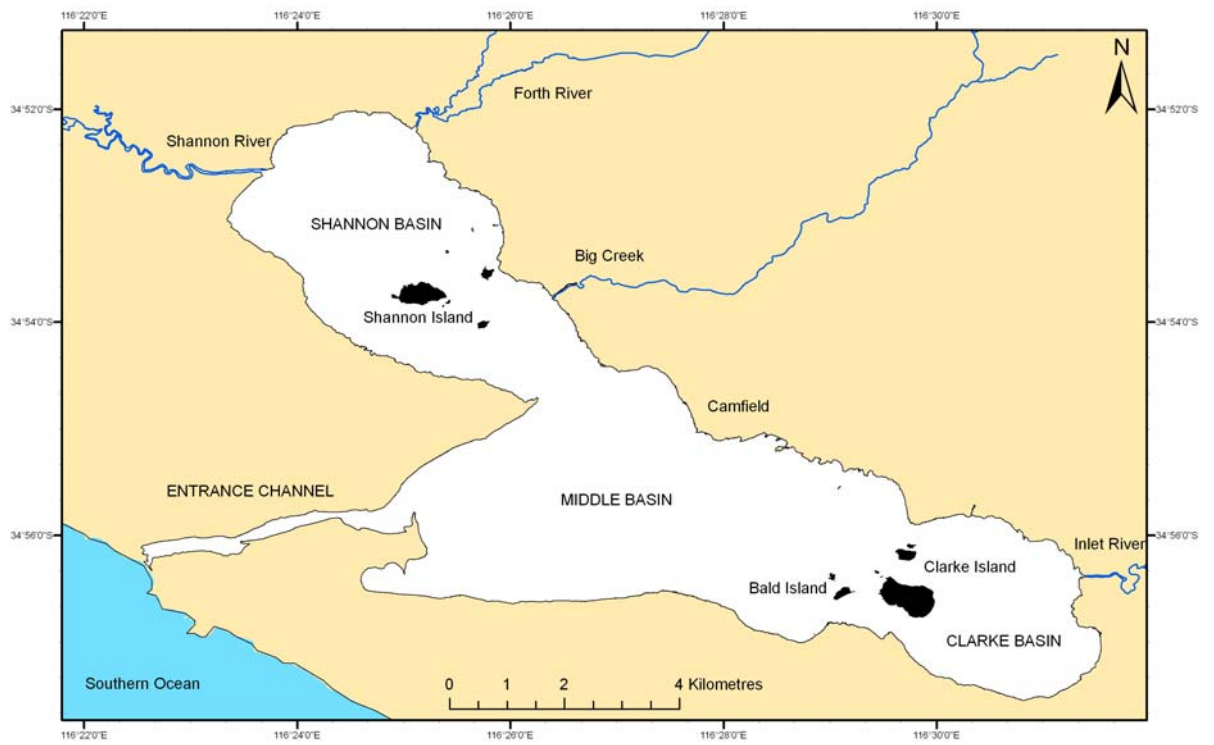 116°22'0"E 116°24'0"E 116°26'0"E 116°28'0"E 116°30'0"E
N
Forth River
34°52'0"S 34°52'0"S
Shannon River
SHANNON BASIN
Big Creek
Shannon Island
34°54'0"S 34°54'0"S
Camfield
ENTRANCE CHANNEL
MIDDLE BASIN
34°56'0"S 34°56'0"S
Inlet River
Clarke Island
Bald Island
CLARKE BASIN
Southern Ocean
0 1 2 4 Kilometres
116°22'0"E 116°24'0"E 116°26'0"E 116°28'0"E 116°30'0"E